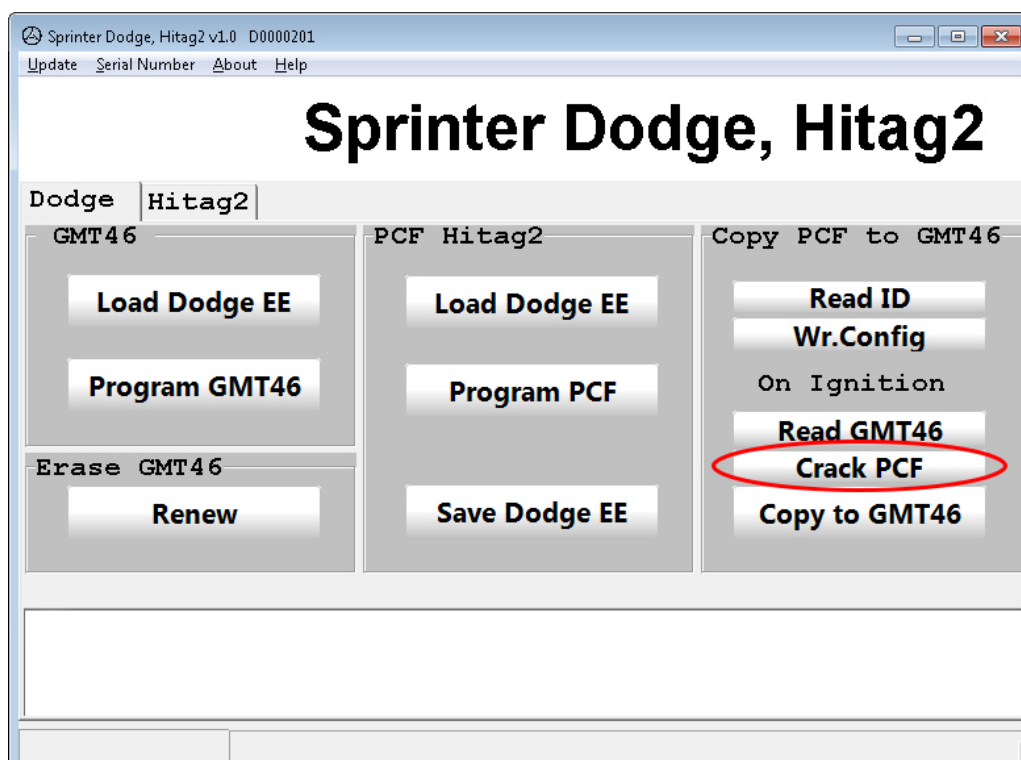 Sprinter Dodge, Hitag2 v1.0 D0000201
Update Serial Number About Help
Sprinter Dodge, Hitag2
Dodge Hitag2
GMT46
Load Dodge EE
Program GMT46
Erase GMT46
Renew
PCF Hitag2
Load Dodge EE
Program PCF
Save Dodge EE
Copy PCF to GMT46
Read ID
Wr.Config
On Ignition
Read GMT46
Crack PCF
Copy to GMT46